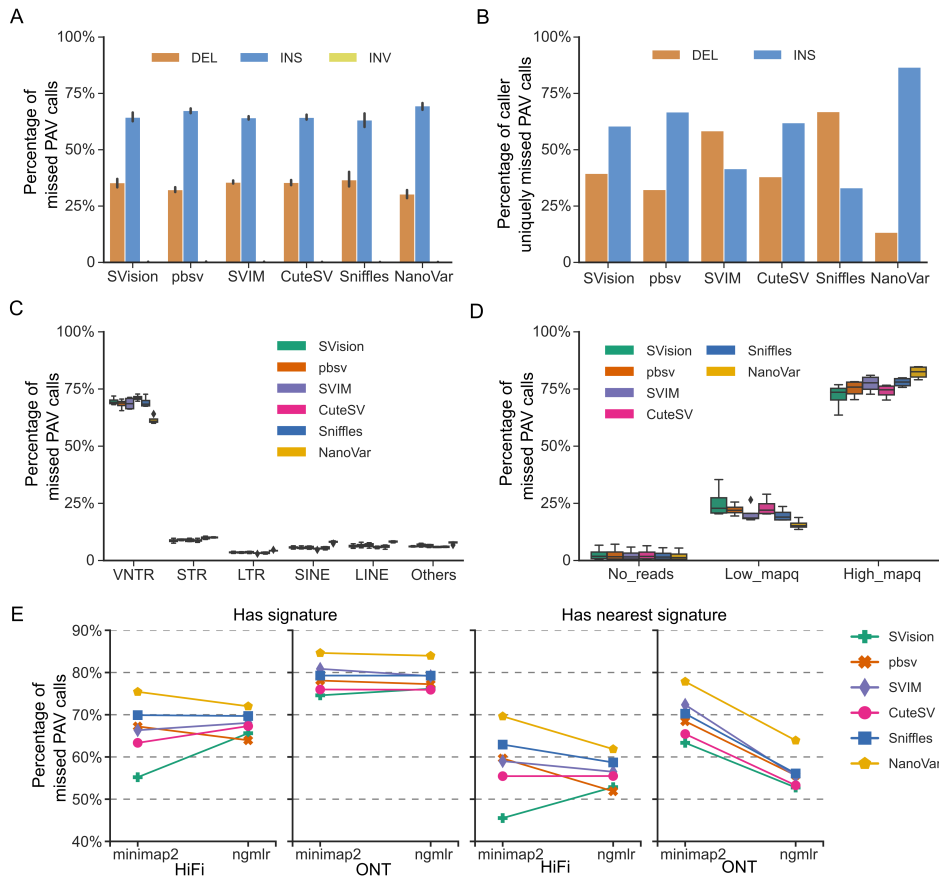 A
100%
75%
50%
25%
0
Percentage of
missed PAV calls
DEL INS INV
SVision pbsv SVIM CuteSV Sniffles NanoVar
B
100%
75%
50%
25%
0
Percentage of caller
uniquely missed PAV calls
DEL INS
SVision pbsv SVIM CuteSV Sniffles NanoVar
C
100%
75%
50%
25%
0
Percentage of
missed PAV calls
SVision
pbsv
SVIM
CuteSV
Sniffles
NanoVar
VNTR STR LTR SINE LINE Others
D
100%
75%
50%
25%
0
Percentage of
missed PAV calls
SVision Sniffles
pbsv NanoVar
SVIM
CuteSV
No_reads Low_mapq High_mapq
E
Has signature Has nearest signature
90%
80%
70%
60%
50%
40%
Percentage of
missed PAV calls
minimap2 ngmlr minimap2 ngmlr minimap2 ngmlr minimap2 ngmlr
HiFi ONT HiFi ONT
SVision
pbsv
SVIM
CuteSV
Sniffles
NanoVar